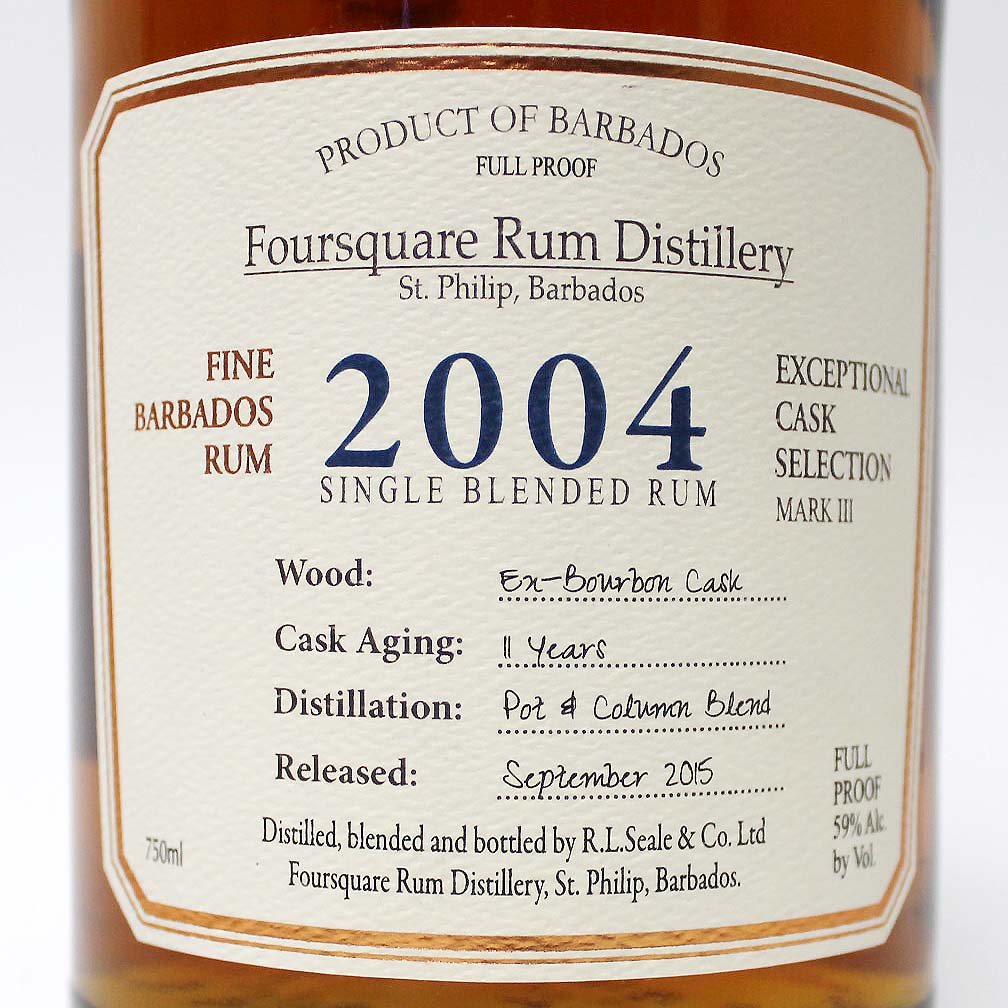 PRODUCT OF BARBADOS
FULL PROOF
Foursquare Rum Distillery
St. Philip, Barbados
FINE
BARBADOS
RUM
2004
SINGLE BLENDED RUM
EXCEPTIONAL
CASK
SELECTION
MARK III
Wood: Ex-Bourbon Cask
Cask Aging: 11 Years
Distillation: Pot & Column Blend
Released: September 2015
FULL
PROOF
59% Alc.
by Vol.
750ml
Distilled, blended and bottled by R.L.Seale & Co. Ltd
Foursquare Rum Distillery, St. Philip, Barbados.